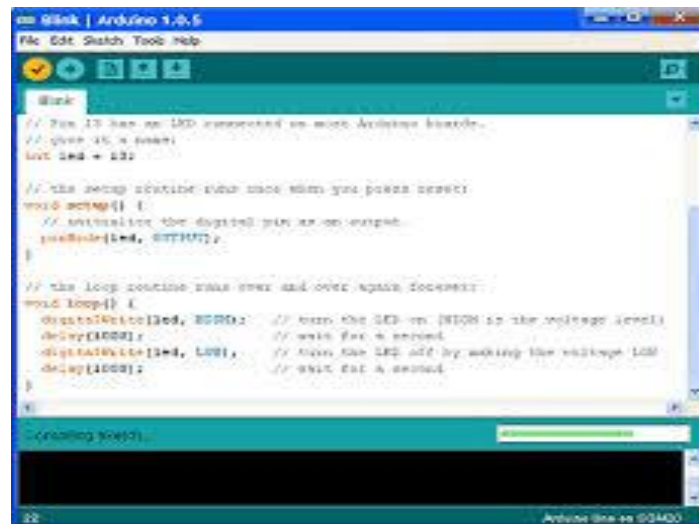 Blink | Arduino 1.0.5
File Edit Sketch Tools Help
Blink
// Pin 13 has an LED connected on most Arduino boards.
// give it a name:
int led = 13;
// the setup routine runs once when you press reset:
void setup() {
// initialize the digital pin as an output.
pinMode(led, OUTPUT);
}
// the loop routine runs over and over again forever:
void loop() {
digitalWrite(led, HIGH); // turn the LED on (HIGH is the voltage level)
delay(1000); // wait for a second
digitalWrite(led, LOW); // turn the LED off by making the voltage LOW
delay(1000); // wait for a second
}
Compiling sketch...
22
Arduino Uno on